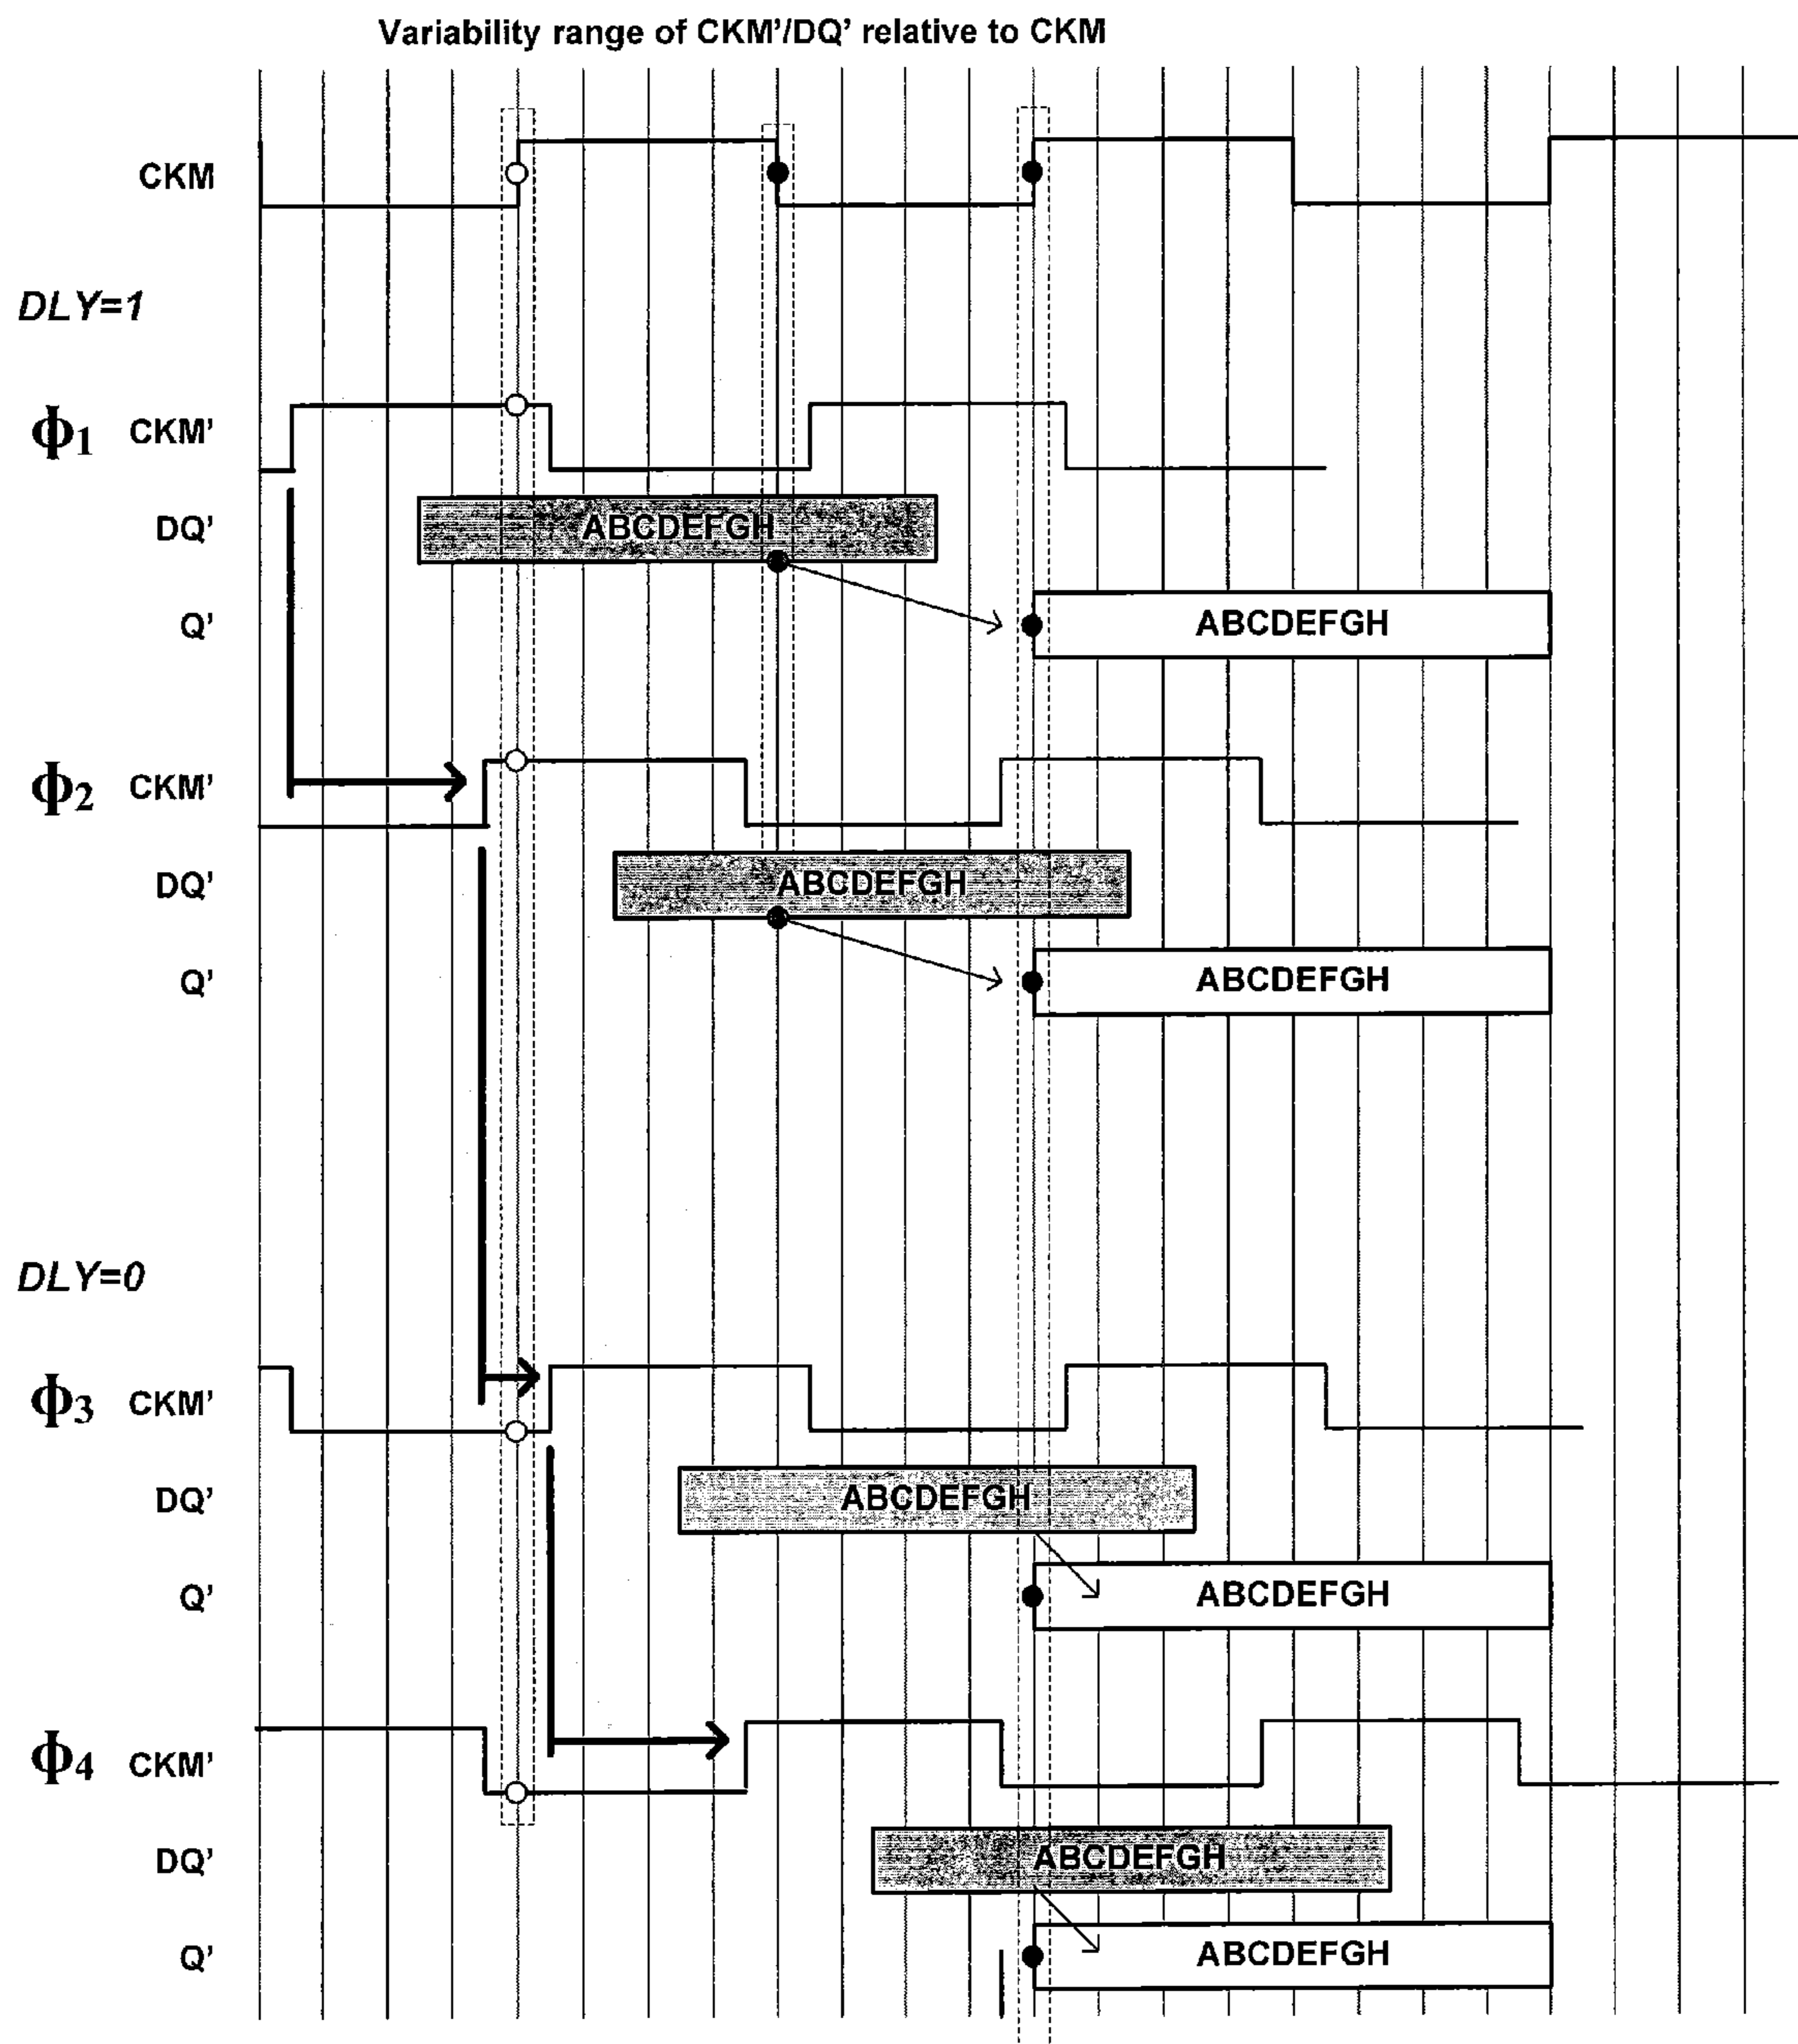 Variability range of CKM’/DQ’ relative to CKM
CKM
DLY=1
Φ1 CKM’
DQ’ ABCDEFGH
Q’ ABCDEFGH
Φ2 CKM’
DQ’ ABCDEFGH
Q’ ABCDEFGH
DLY=0
Φ3 CKM’
DQ’ ABCDEFGH
Q’ ABCDEFGH
Φ4 CKM’
DQ’ ABCDEFGH
Q’ ABCDEFGH